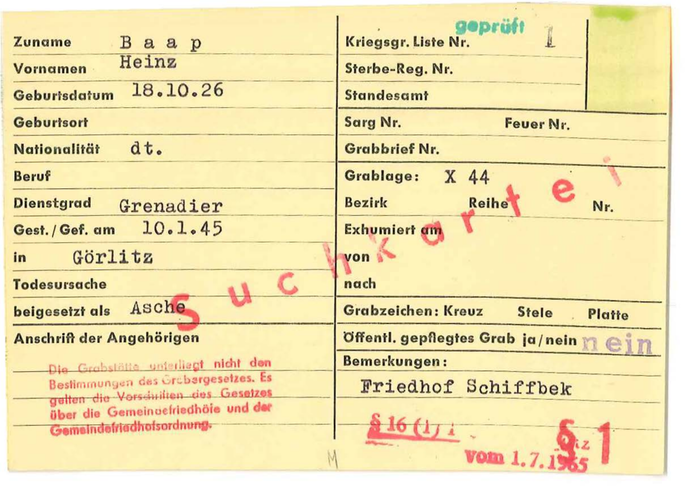 geprüft
Zuname B a a p
Vornamen Heinz
Geburtsdatum 18.10.26
Geburtsort
Nationalität dt.
Beruf
Dienstgrad Grenadier
Gest./Gef. am 10.1.45
in Görlitz
Todesursache
beigesetzt als Asche
Anschrift der Angehörigen
Die Grabstätte unterliegt nicht den
Bestimmungen des Gräbergesetzes. Es
gelten die Vorschriften des Gesetzes
über die Gemeindefriedhöfe und der
Gemeindefriedhofsordnung.
M
Kriegsgr. Liste Nr. 1
Sterbe-Reg. Nr.
Standesamt
Sarg Nr. Feuer Nr.
Grabbrief Nr.
Grablage: X 44
Bezirk Reihe Nr.
Exhumiert am
von
nach
Suchkartei
Grabzeichen: Kreuz Stele Platte
Öffentl. gepflegtes Grab ja/nein nein
Bemerkungen:
Friedhof Schiffbek
§ 16 (1)
§ 1
vom 1.7.1965